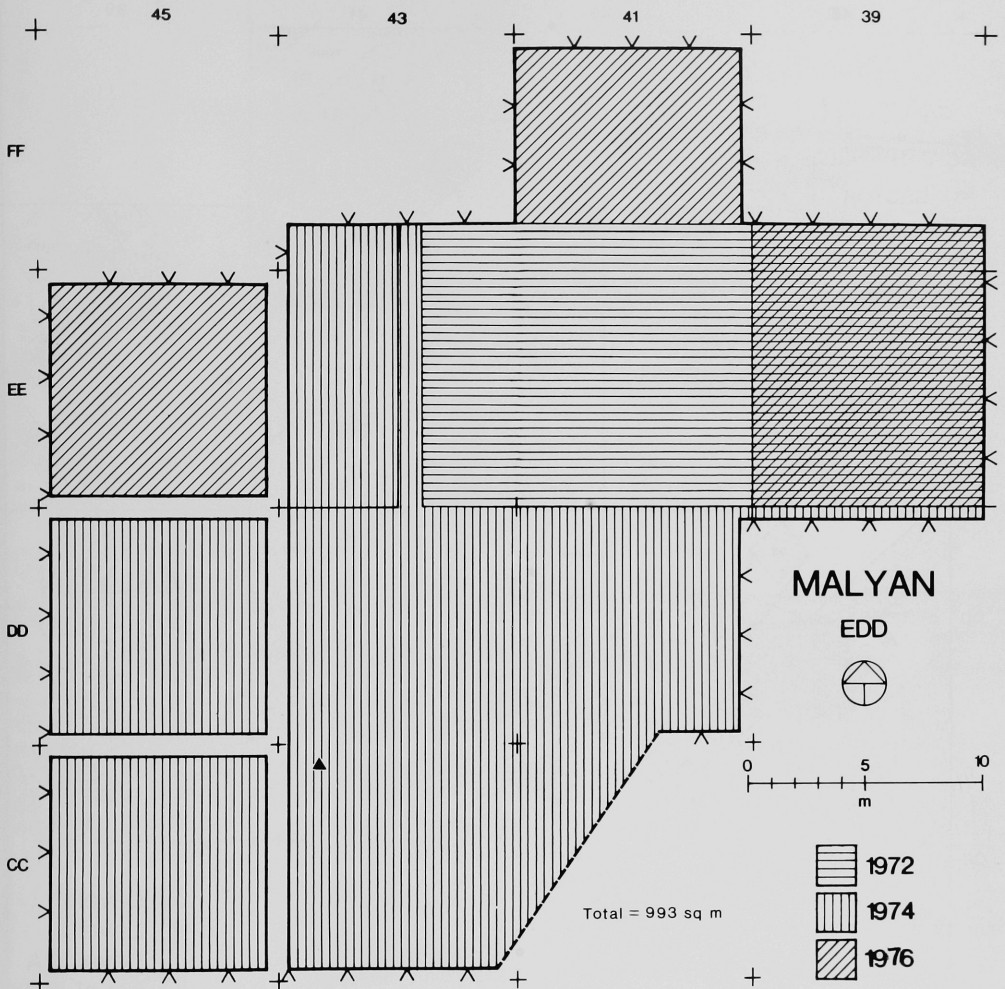 45 43 41 39
FF
EE
DD
CC
MALYAN
EDD
0 5 10
m
Total = 993 sq m
1972
1974
1976